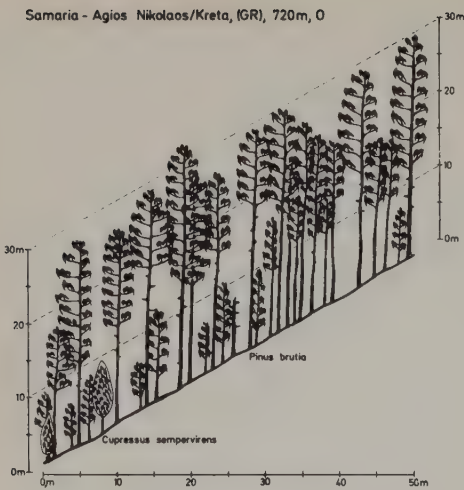 Samaria - Agios Nikolaos/Kreta, (GR), 720m, O
30m
20
10
0m
30m
20
10
0m
Pinus brutia
Cupressus sempervirens
0m
10
20
30
40
50m